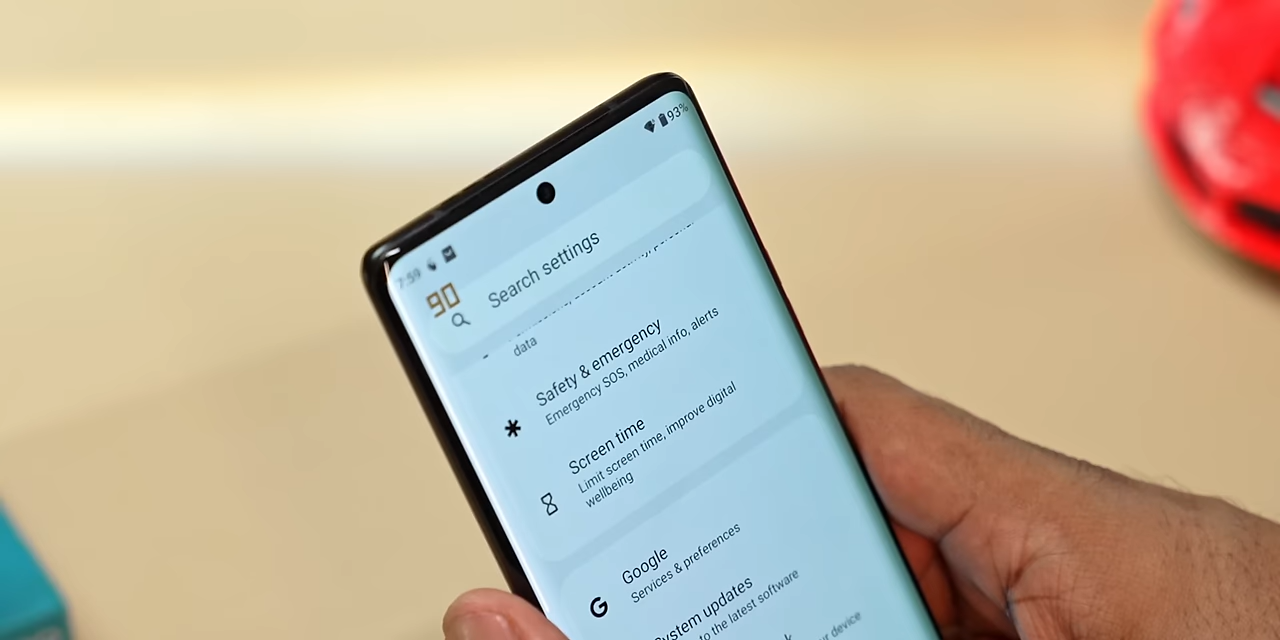 7:59
93%
90
Search settings
data
Safety & emergency
Emergency SOS, medical info, alerts
Screen time
Limit screen time, improve digital
wellbeing
Google
Services & preferences
System updates
to the latest software
device